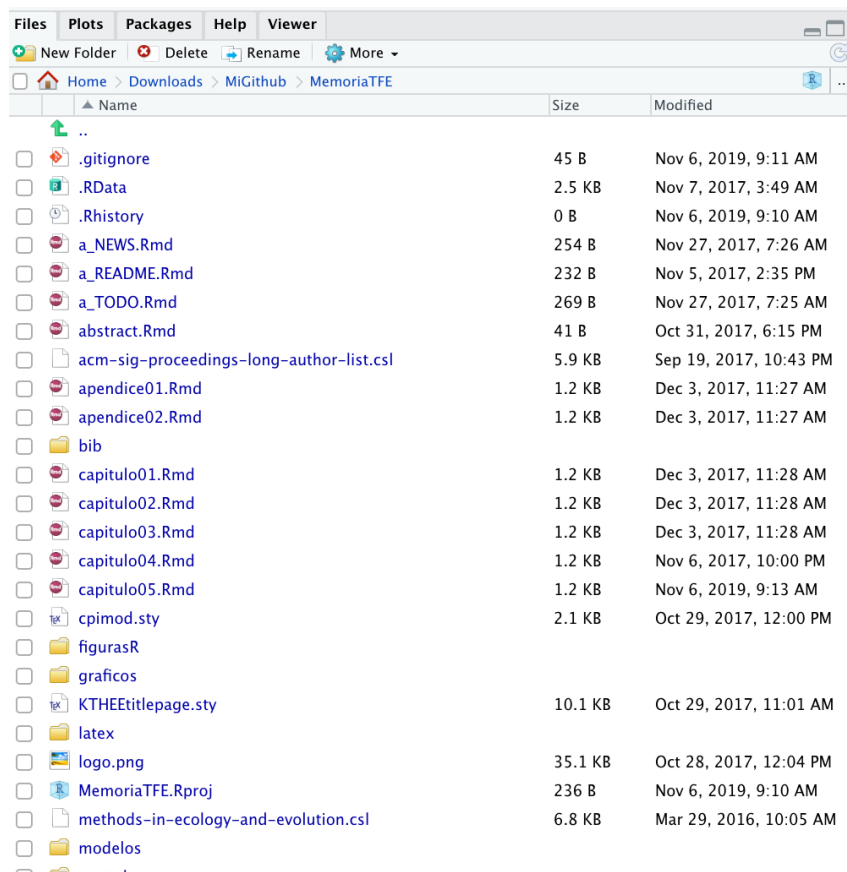 Files Plots Packages Help Viewer
New Folder Delete Rename More
Home > Downloads > MiGithub > MemoriaTFE R ..
Name Size Modified
..
.gitignore 45 B Nov 6, 2019, 9:11 AM
.RData 2.5 KB Nov 7, 2017, 3:49 AM
.Rhistory 0 B Nov 6, 2019, 9:10 AM
a_NEWS.Rmd 254 B Nov 27, 2017, 7:26 AM
a_README.Rmd 232 B Nov 5, 2017, 2:35 PM
a_TODO.Rmd 269 B Nov 27, 2017, 7:25 AM
abstract.Rmd 41 B Oct 31, 2017, 6:15 PM
acm-sig-proceedings-long-author-list.csl 5.9 KB Sep 19, 2017, 10:43 PM
apendice01.Rmd 1.2 KB Dec 3, 2017, 11:27 AM
apendice02.Rmd 1.2 KB Dec 3, 2017, 11:27 AM
bib
capitulo01.Rmd 1.2 KB Dec 3, 2017, 11:28 AM
capitulo02.Rmd 1.2 KB Dec 3, 2017, 11:28 AM
capitulo03.Rmd 1.2 KB Dec 3, 2017, 11:28 AM
capitulo04.Rmd 1.2 KB Nov 6, 2017, 10:00 PM
capitulo05.Rmd 1.2 KB Nov 6, 2019, 9:13 AM
cpimod.sty 2.1 KB Oct 29, 2017, 12:00 PM
figurasR
graficos
KTHEEtitlepage.sty 10.1 KB Oct 29, 2017, 11:01 AM
latex
logo.png 35.1 KB Oct 28, 2017, 12:04 PM
MemoriaTFE.Rproj 236 B Nov 6, 2019, 9:10 AM
methods-in-ecology-and-evolution.csl 6.8 KB Mar 29, 2016, 10:05 AM
modelos